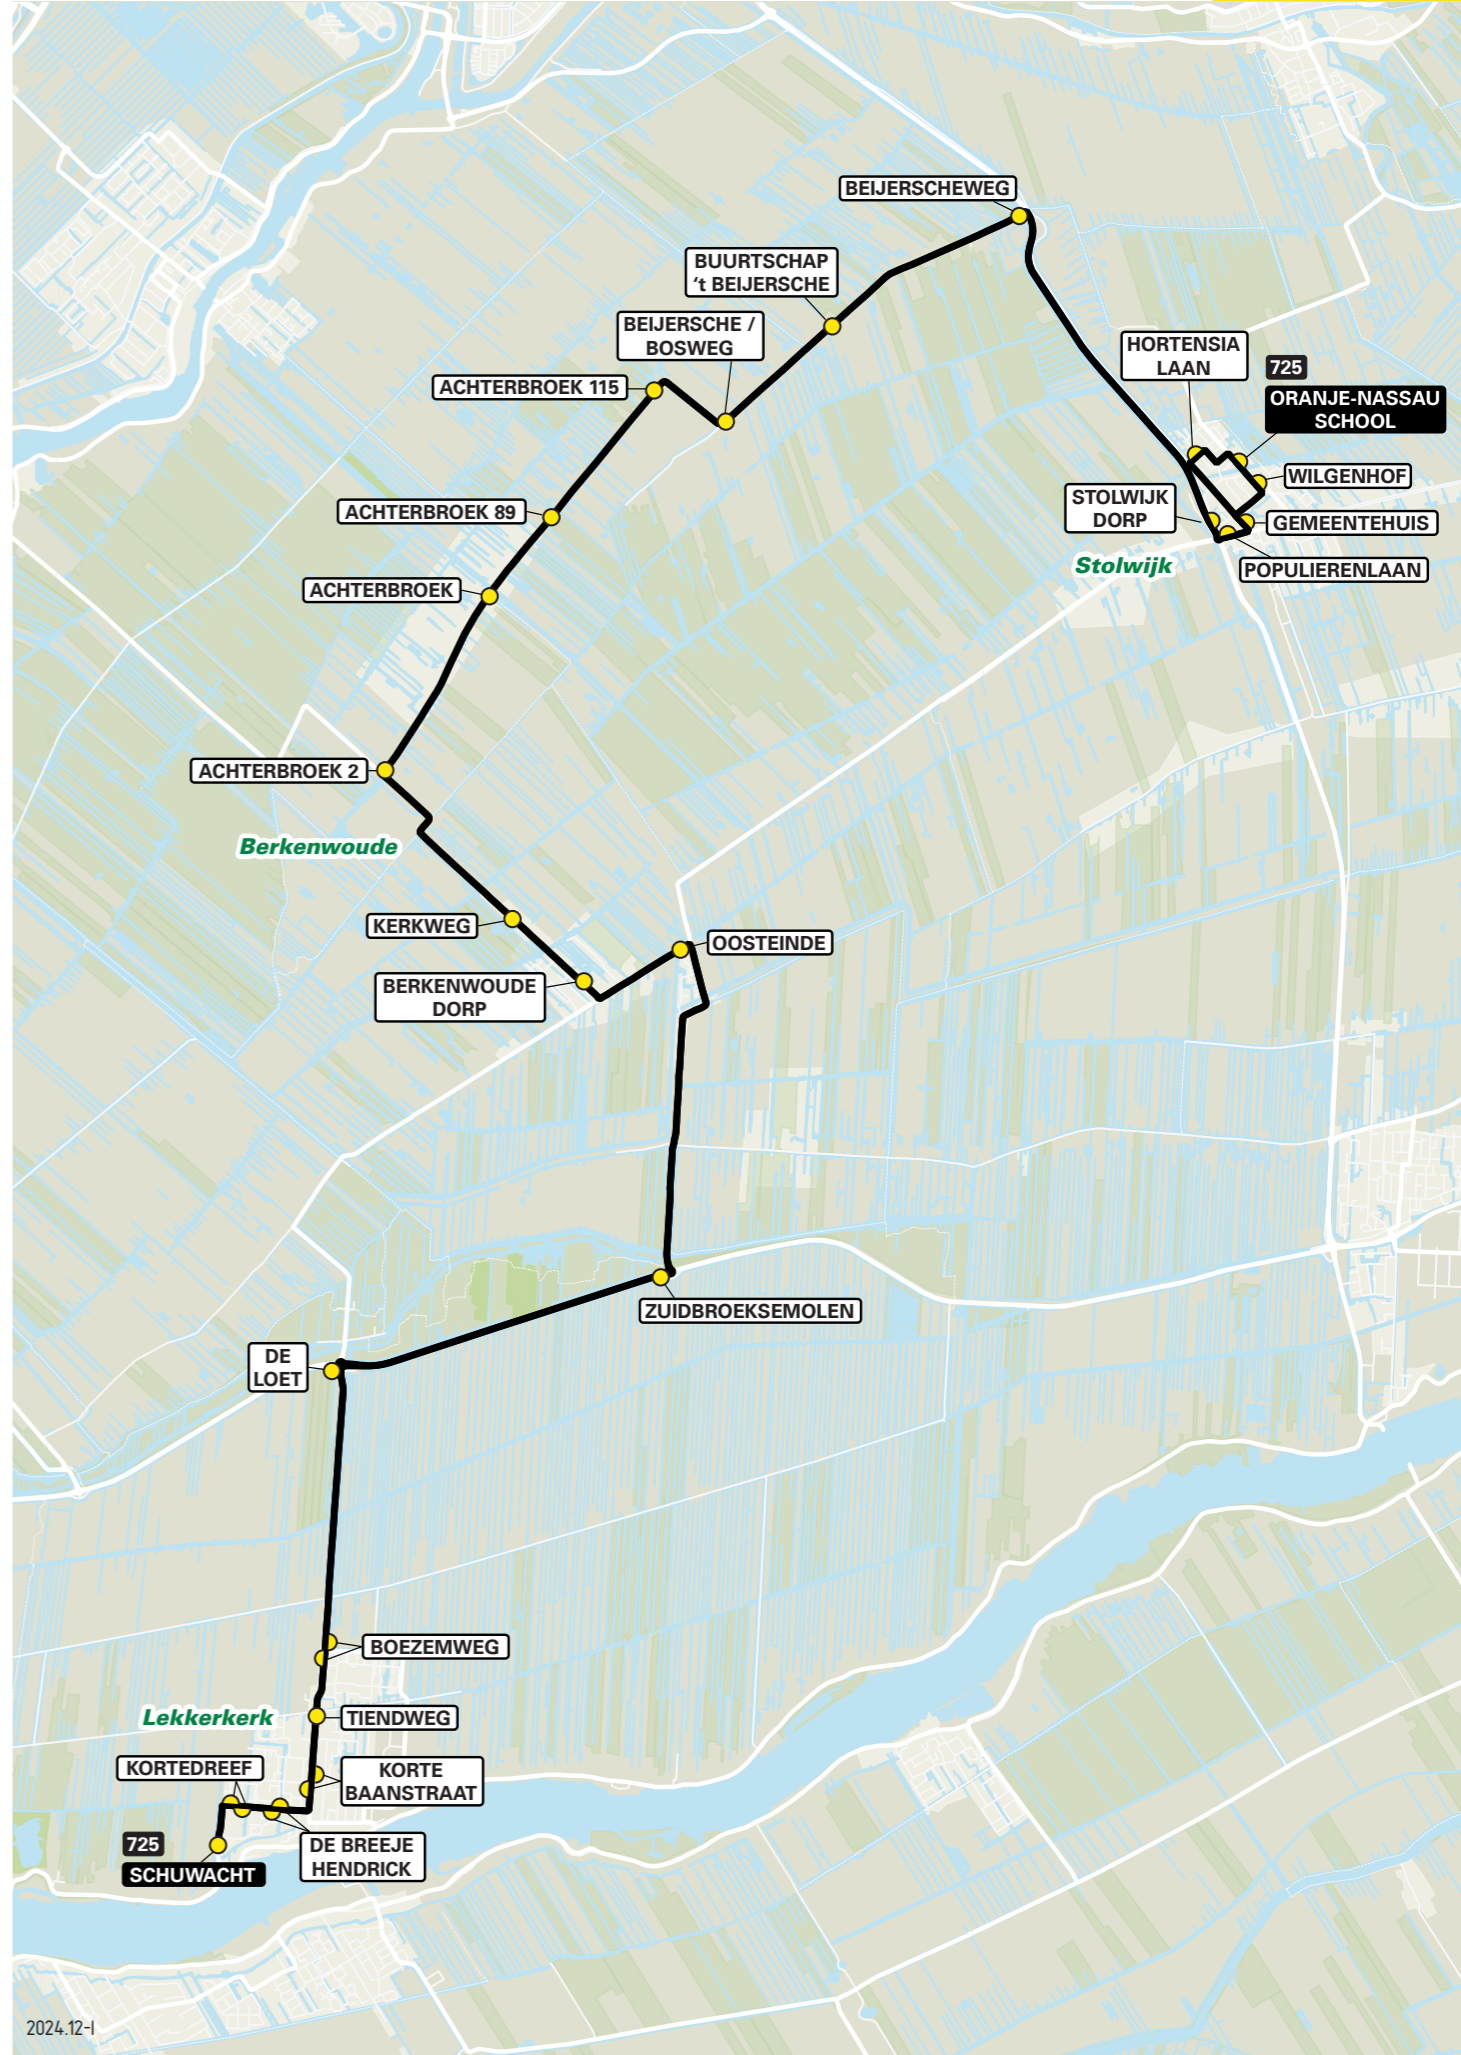 BEIJERSCHEWEG
BUURTSCHAP
‘t BEIJERSCHE
BEIJERSCHE /
BOSWEG
HORTENSIA
LAAN
725
ORANJE-NASSAU
SCHOOL
ACHTERBROEK 115
WILGENHOF
STOLWIJK
DORP
ACHTERBROEK 89
GEMEENTEHUIS
Stolwijk
POPULIERENLAAN
ACHTERBROEK
ACHTERBROEK 2
Berkenwoude
KERKWEG
OOSTEINDE
BERKENWOUDE
DORP
ZUIDBROEKSEMOLEN
DE
LOET
BOEZEMWEG
Lekkerkerk
TIENDWEG
KORTEDREEF
KORTE
BAANSTRAAT
725
SCHUWACHT
DE BREEJE
HENDRICK
2024.12-I